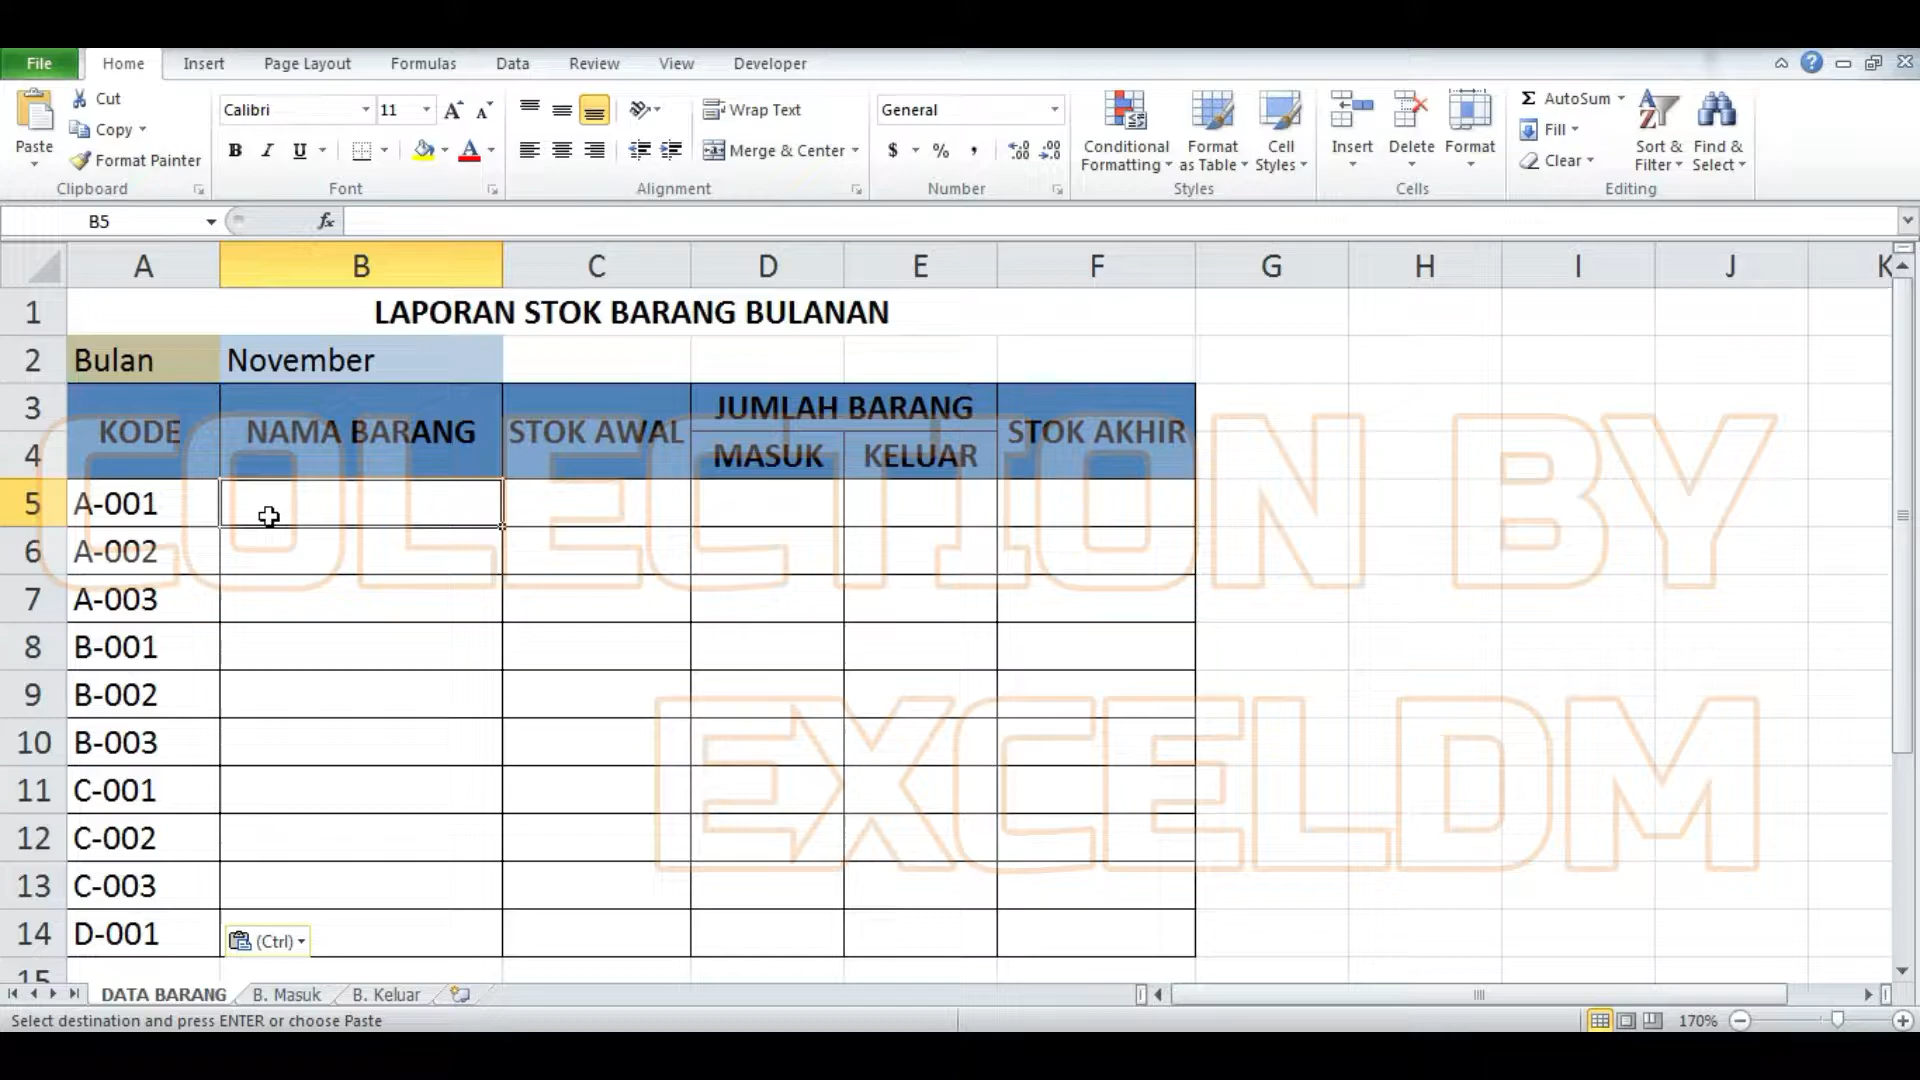 File Home Insert Page Layout Formulas Data Review View Developer
Cut
Copy
Format Painter
Paste
Clipboard
Calibri 11
B I U
Font
Wrap Text
Merge & Center
Alignment
General
$ % ,
Number
Conditional Formatting
Format as Table
Cell Styles
Styles
Insert Delete Format
Cells
Σ AutoSum
Fill
Clear
Sort & Filter
Find & Select
Editing
B5 fx
A B C D E F G H I J K
1 LAPORAN STOK BARANG BULANAN
2 Bulan November
3 JUMLAH BARANG
KODE NAMA BARANG STOK AWAL STOK AKHIR
4 MASUK KELUAR
5 A-001
6 A-002
7 A-003
8 B-001
9 B-002
10 B-003
11 C-001
12 C-002
13 C-003
14 D-001 (Ctrl)
15
COLECTION BY
EXCELDM
DATA BARANG B. Masuk B. Keluar
Select destination and press ENTER or choose Paste 170%